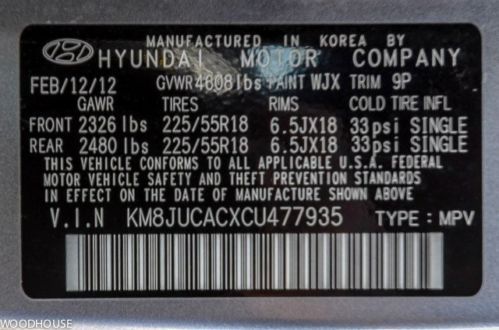 MANUFACTURED IN KOREA BY
HYUNDAI MOTOR COMPANY
FEB/12/12 GVWR 4808lbs PAINT WJX TRIM 9P
GAWR TIRES RIMS COLD TIRE INFL
FRONT 2326 lbs 225/55R18 6.5JX18 33psi SINGLE
REAR 2480 lbs 225/55R18 6.5JX18 33psi SINGLE
THIS VEHICLE CONFORMS TO ALL APPLICABLE U.S.A. FEDERAL
MOTOR VEHICLE SAFETY AND THEFT PREVENTION STANDARDS
IN EFFECT ON THE DATE OF MANUFACTURE SHOWN ABOVE.
V.I.N KM8JUCACXCU477935 TYPE: MPV
WOODHOUSE